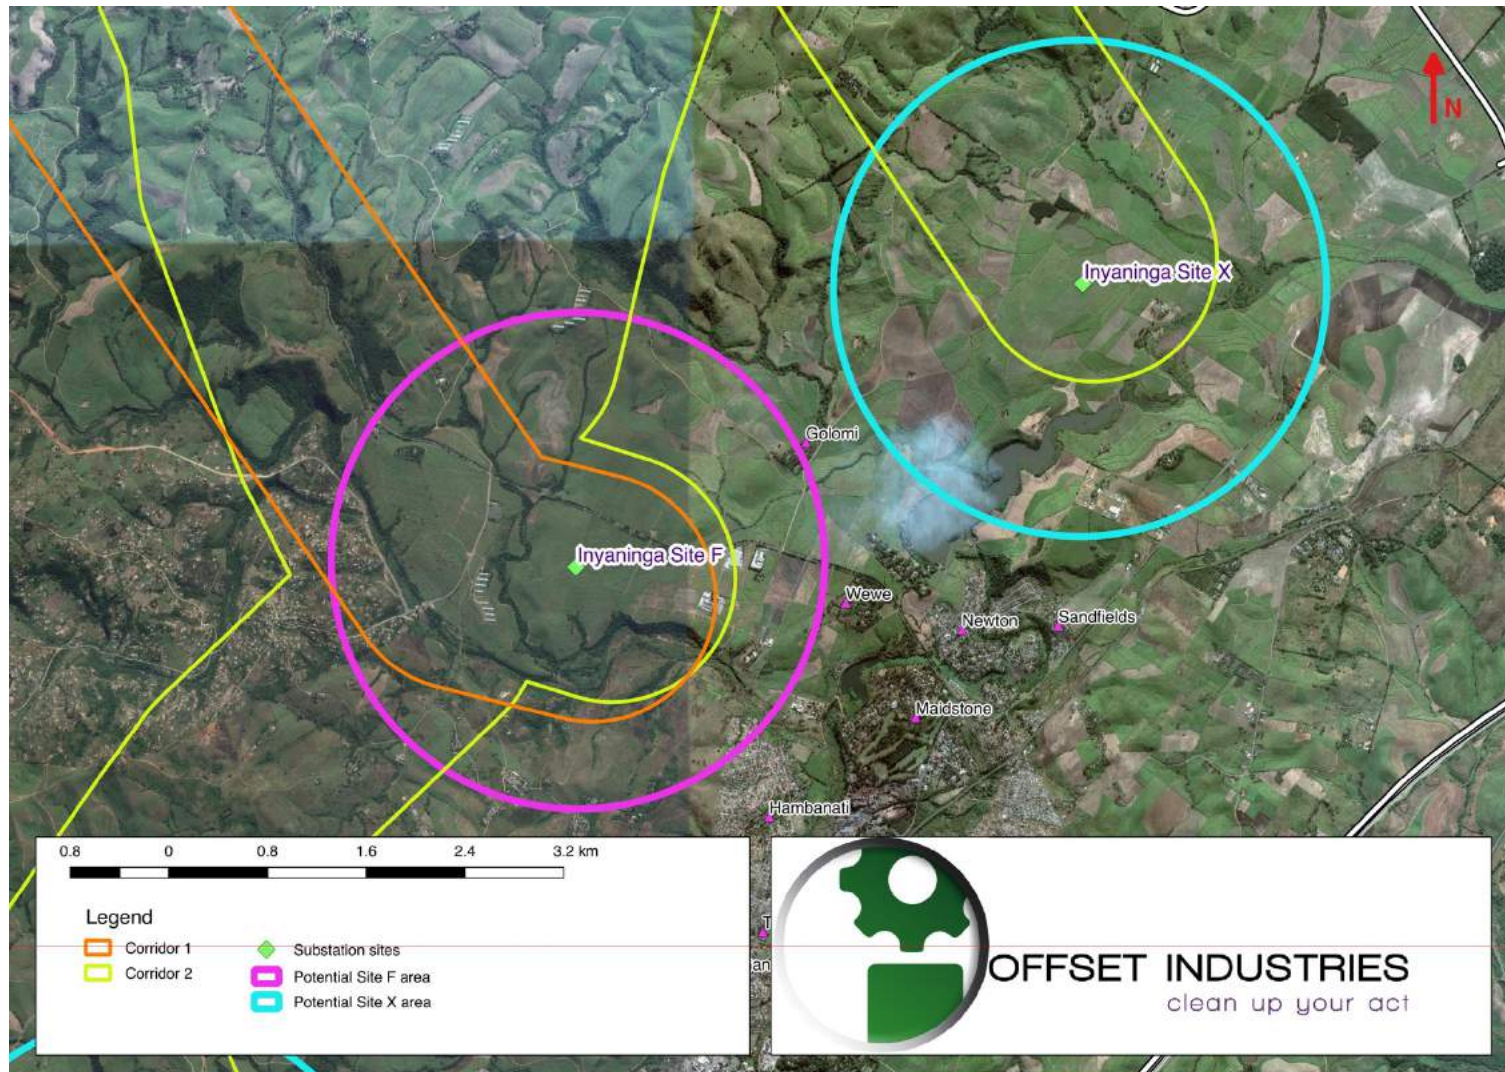 N
Inyaninga Site X
Golomi
Inyaninga Site F
Wewe
Newton
Sandfields
Maidstone
Hambanati
0.8 0 0.8 1.6 2.4 3.2 km
Legend
Corridor 1
Corridor 2
Substation sites
Potential Site F area
Potential Site X area
OFFSET INDUSTRIES
clean up your act